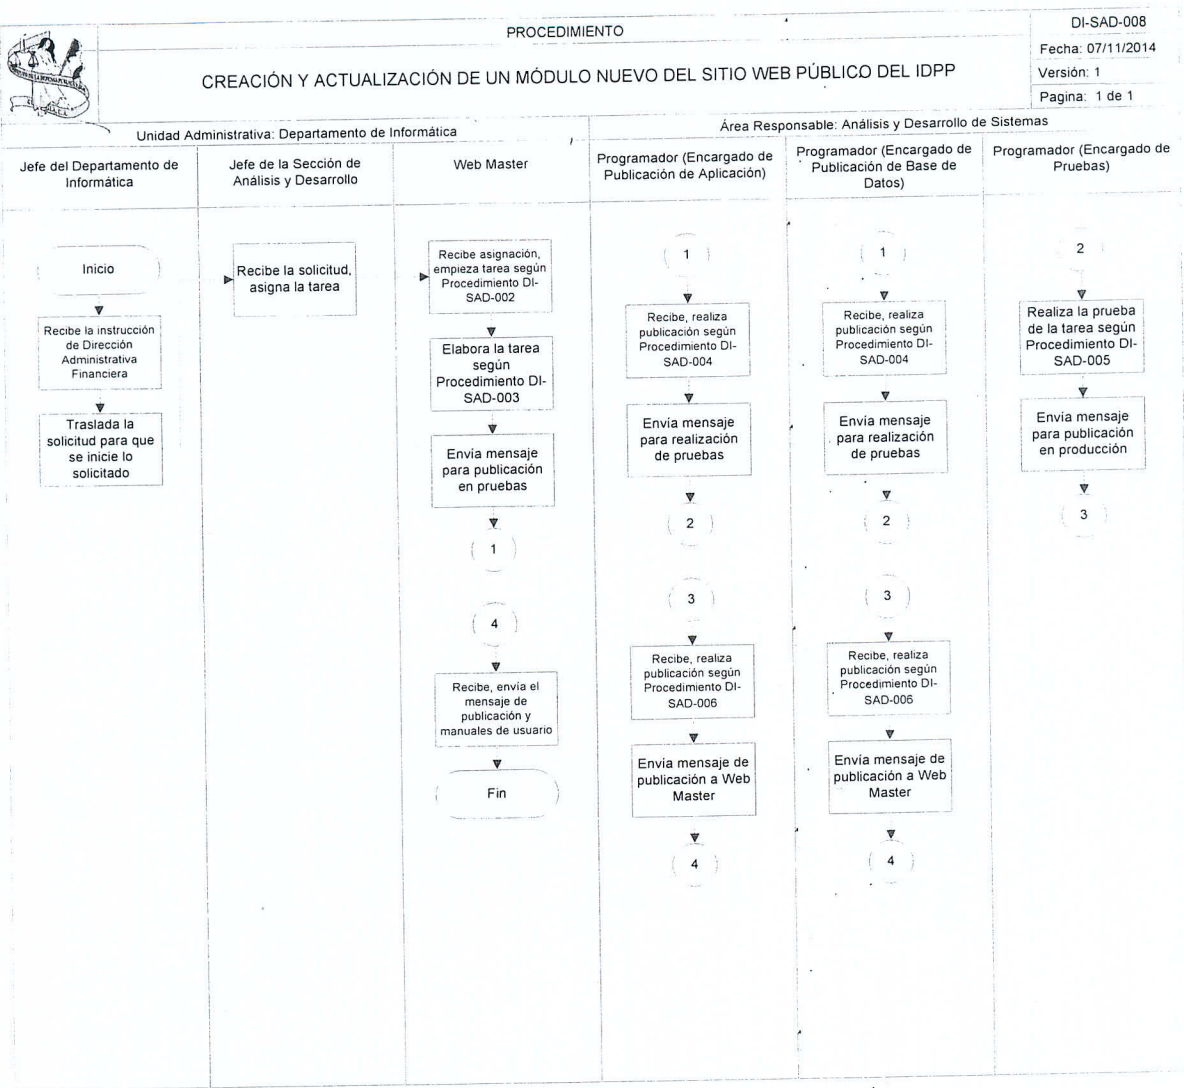 PROCEDIMIENTO
CREACIÓN Y ACTUALIZACIÓN DE UN MÓDULO NUEVO DEL SITIO WEB PÚBLICO DEL IDPP
DI-SAD-008
Fecha: 07/11/2014
Versión: 1
Pagina: 1 de 1
Unidad Administrativa: Departamento de Informática
Área Responsable: Análisis y Desarrollo de Sistemas
Jefe del Departamento de
Informática
Jefe de la Sección de
Análisis y Desarrollo
Web Master
Programador (Encargado de
Publicación de Aplicación)
Programador (Encargado de
Publicación de Base de
Datos)
Programador (Encargado de
Pruebas)
Inicio
Recibe la instrucción
de Dirección
Administrativa
Financiera
Traslada la
solicitud para que
se inicie lo
solicitado
Recibe la solicitud,
asigna la tarea
Recibe asignación,
empieza tarea según
Procedimiento DI-
SAD-002
Elabora la tarea
según
Procedimiento DI-
SAD-003
Envía mensaje
para publicación
en pruebas
1
4
Recibe, envía el
mensaje de
publicación y
manuales de usuario
Fin
1
Recibe, realiza
publicación según
Procedimiento DI-
SAD-004
Envía mensaje
para realización
de pruebas
2
3
Recibe, realiza
publicación según
Procedimiento DI-
SAD-006
Envía mensaje de
publicación a Web
Master
4
1
Recibe, realiza
publicación según
Procedimiento DI-
SAD-004
Envía mensaje
para realización
de pruebas
2
3
Recibe, realiza
publicación según
Procedimiento DI-
SAD-006
Envía mensaje de
publicación a Web
Master
4
2
Realiza la prueba
de la tarea según
Procedimiento DI-
SAD-005
Envía mensaje
para publicación
en producción
3